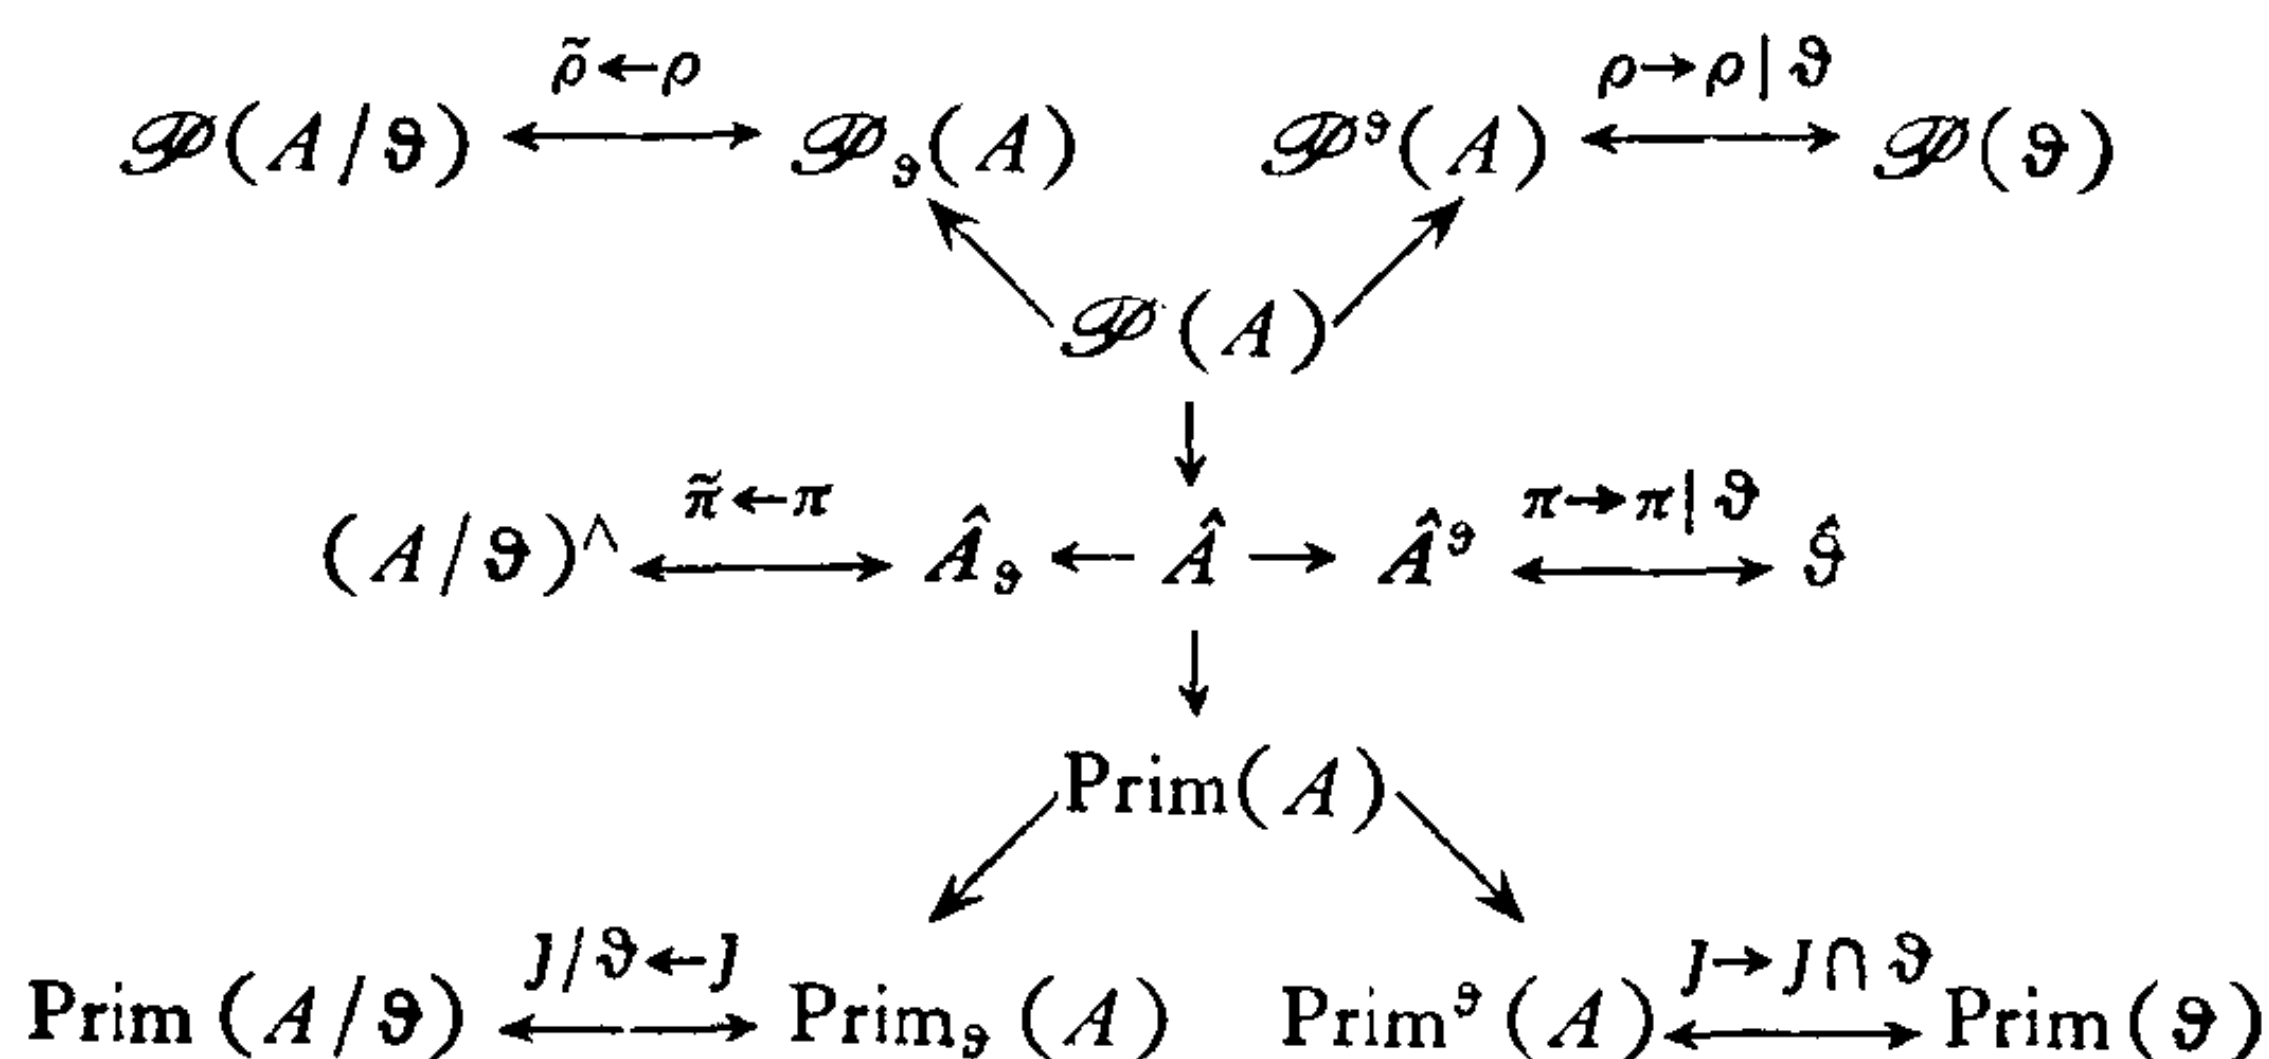 ρ̃←ρ ρ→ρ|𝜗
𝒫(A/𝜗) ⟷ 𝒫_𝜗(A) 𝒫^𝜗(A) ⟷ 𝒫(𝜗)
𝒫(A)
π̃←π π→π|𝜗
(A/𝜗)^∧ ⟷ Â_𝜗 ← Â → Â^𝜗 ⟷ 𝜗̂
Prim(A)
J/𝜗←J J→J∩𝜗
Prim(A/𝜗) ⟷ Prim_𝜗(A) Prim^𝜗(A) ⟷ Prim(𝜗)